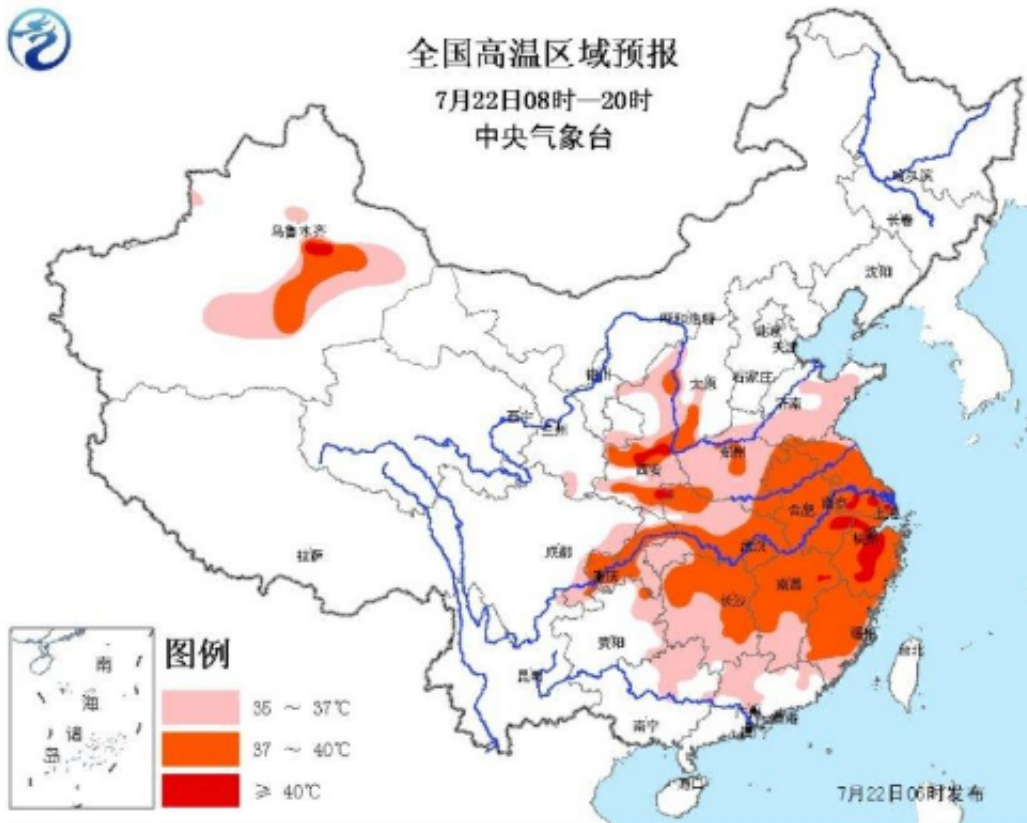 全国高温区域预报
7月22日08时—20时
中央气象台
哈尔滨
长春
乌鲁木齐
沈阳
呼和浩特
北京
天津
银川
太原
石家庄
济南
西宁
兰州
郑州
西安
合肥
南京
上海
杭州
武汉
成都
拉萨
重庆
南昌
长沙
贵阳
福州
台北
昆明
南宁
香港
海口
南
海
诸
岛
图例
35 ~ 37℃
37 ~ 40℃
≥ 40℃
7月22日06时发布